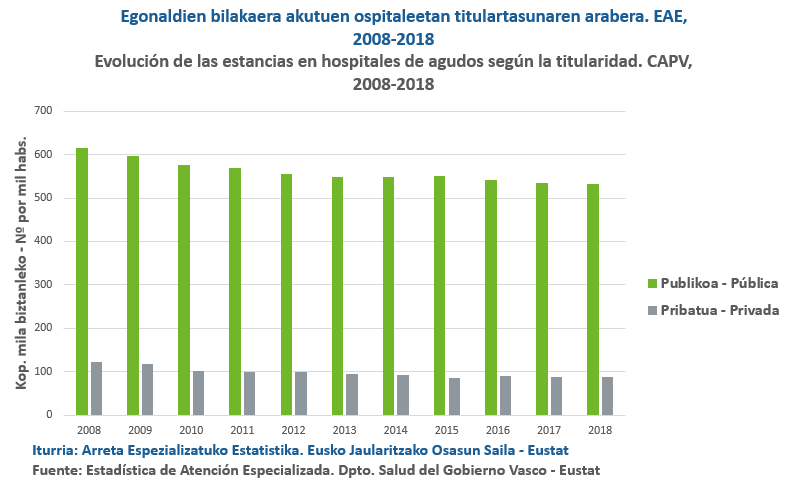 Egonaldien bilakaera akutuen ospitaleetan titulartasunaren arabera. EAE,
2008-2018
Evolución de las estancias en hospitales de agudos según la titularidad. CAPV,
2008-2018
Kop. mila biztanleko - Nº por mil habs.
700
600
500
400
300
200
100
0
2008 2009 2010 2011 2012 2013 2014 2015 2016 2017 2018
Publikoa - Pública
Pribatua - Privada
Iturria: Arreta Espezializatuko Estatistika. Eusko Jaularitzako Osasun Saila - Eustat
Fuente: Estadística de Atención Especializada. Dpto. Salud del Gobierno Vasco - Eustat